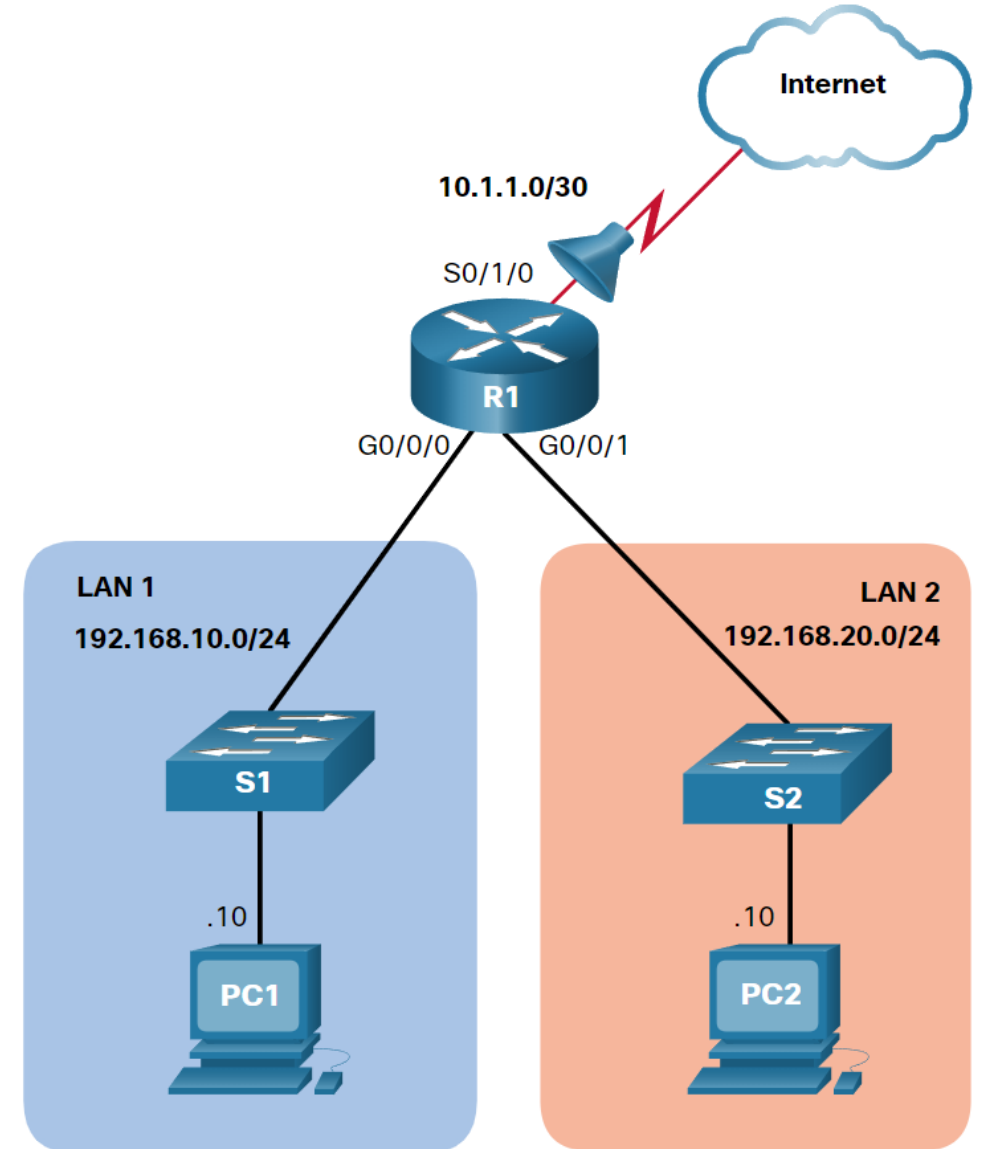 Internet
10.1.1.0/30
S0/1/0
R1
G0/0/0 G0/0/1
LAN 1
192.168.10.0/24
LAN 2
192.168.20.0/24
S1
S2
.10
.10
PC1
PC2